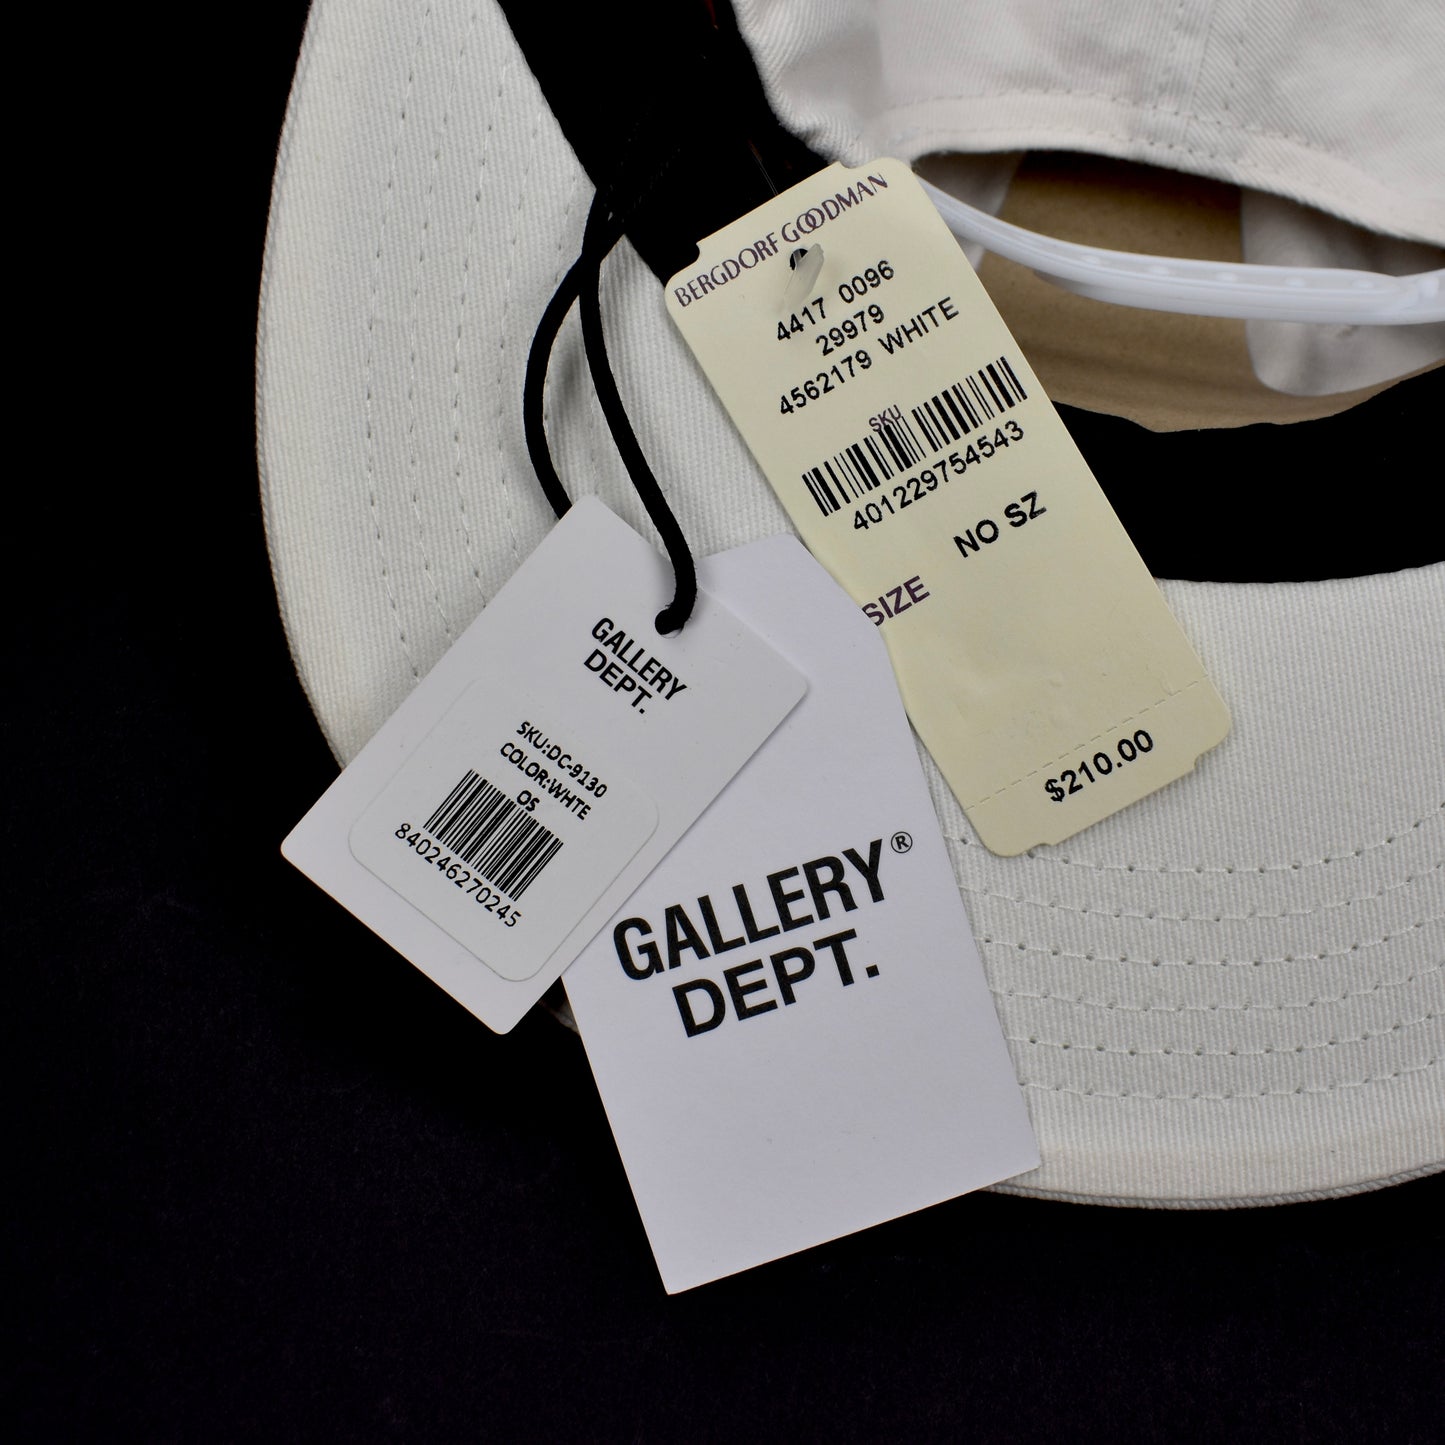 BERGDORF GOODMAN
4417 0096
29979
4562179 WHITE
SKU
401229754543
NO SZ
SIZE
$210.00
GALLERY
DEPT.
SKU:DC-9130
COLOR:WHTE
OS
840246270245
GALLERY®
DEPT.